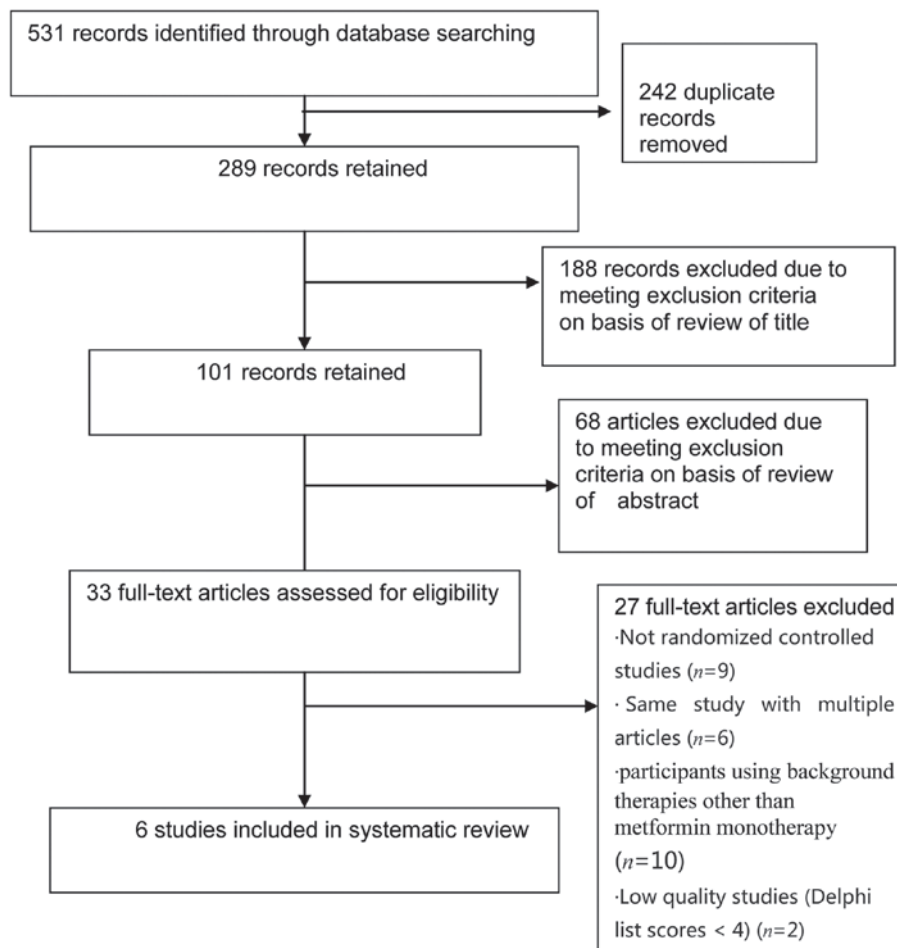 531 records identified through database searching
242 duplicate
records
removed
289 records retained
188 records excluded due to
meeting exclusion criteria
on basis of review of title
101 records retained
68 articles excluded due
to meeting exclusion
criteria on basis of review
of abstract
33 full-text articles assessed for eligibility
27 full-text articles excluded
·Not randomized controlled
studies (n=9)
· Same study with multiple
articles (n=6)
·participants using background
therapies other than
metformin monotherapy
(n=10)
·Low quality studies (Delphi
list scores < 4) (n=2)
6 studies included in systematic review